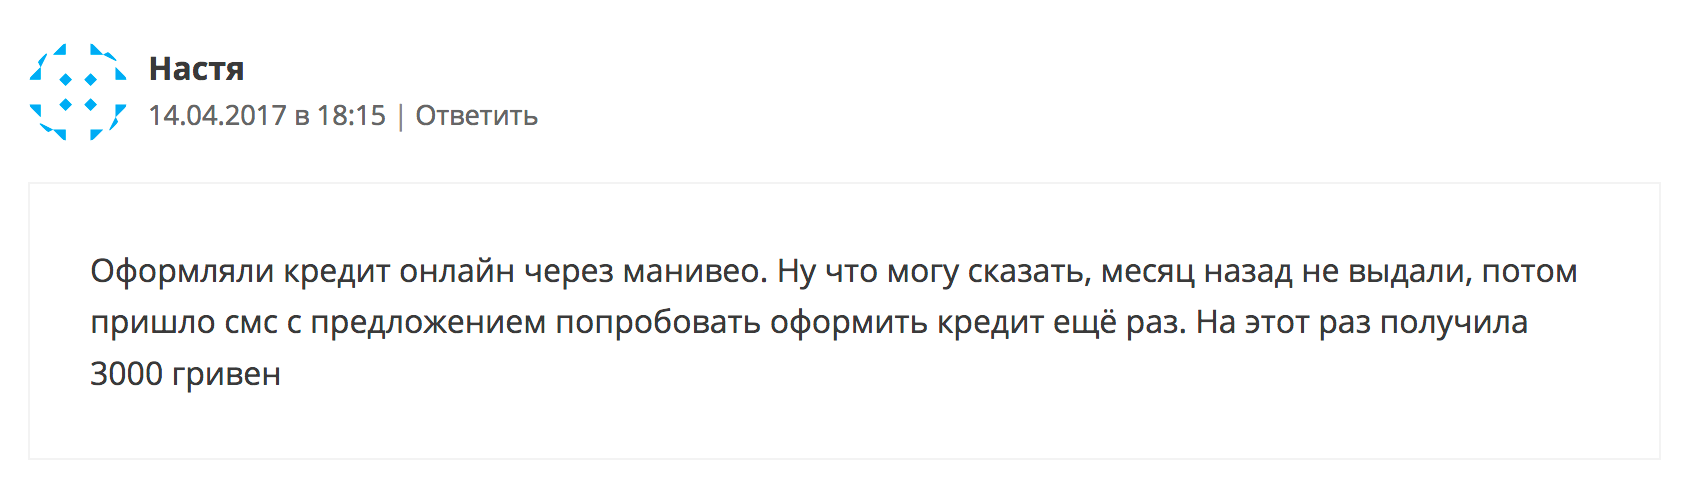 Настя
14.04.2017 в 18:15 | Ответить
Оформляли кредит онлайн через манивео. Ну что могу сказать, месяц назад не выдали, потом
пришло смс с предложением попробовать оформить кредит ещё раз. На этот раз получила
3000 гривен